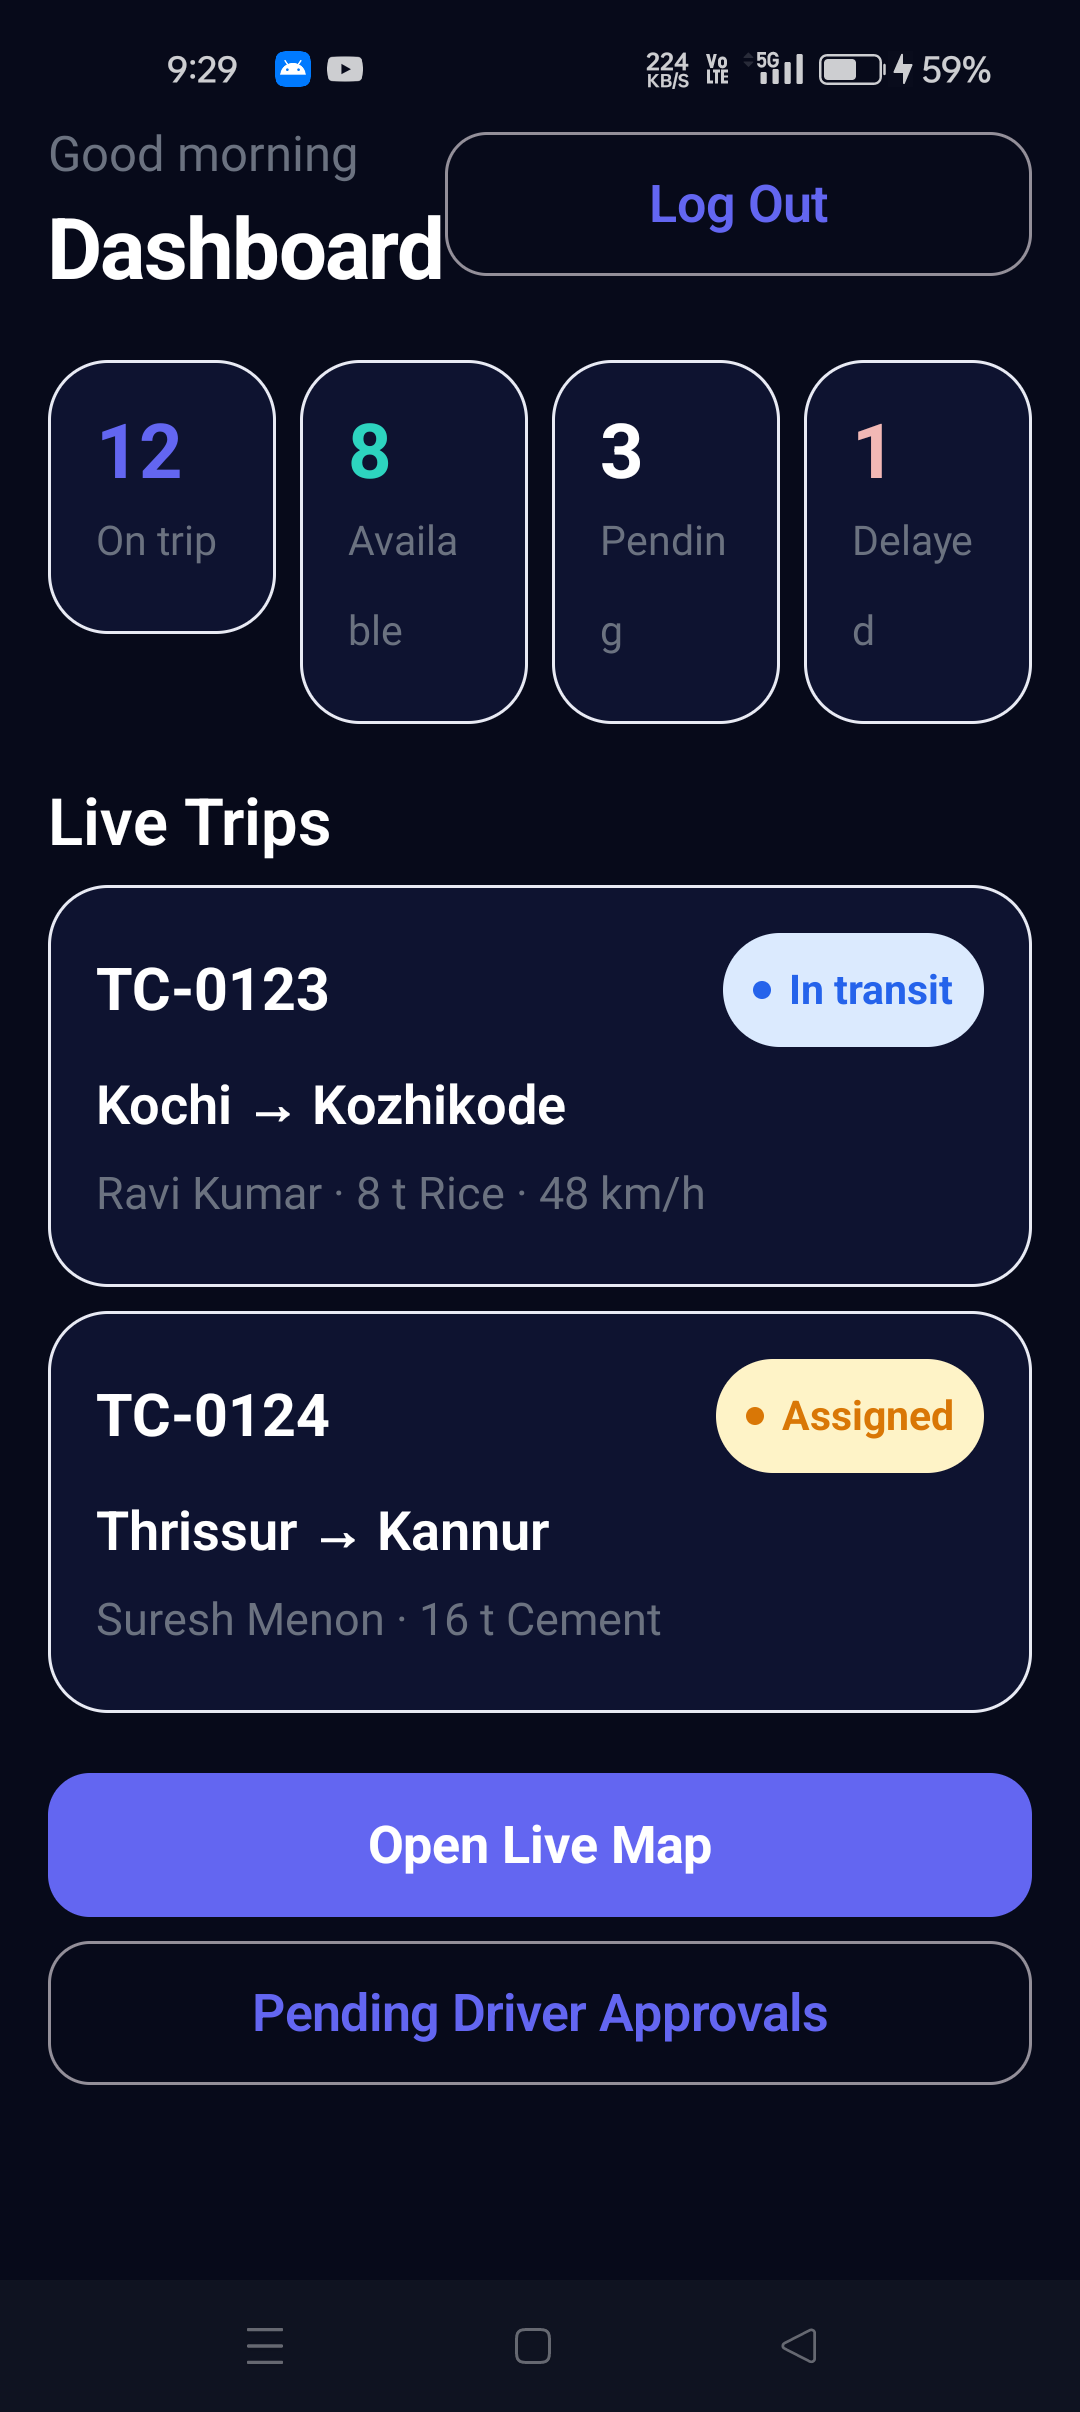 9:29
224 KB/S
Vo LTE
5G
59%
Good morning
Dashboard
Log Out
12
On trip
8
Availa
ble
3
Pendin
g
1
Delaye
d
Live Trips
TC-0123
In transit
Kochi → Kozhikode
Ravi Kumar · 8 t Rice · 48 km/h
TC-0124
Assigned
Thrissur → Kannur
Suresh Menon · 16 t Cement
Open Live Map
Pending Driver Approvals